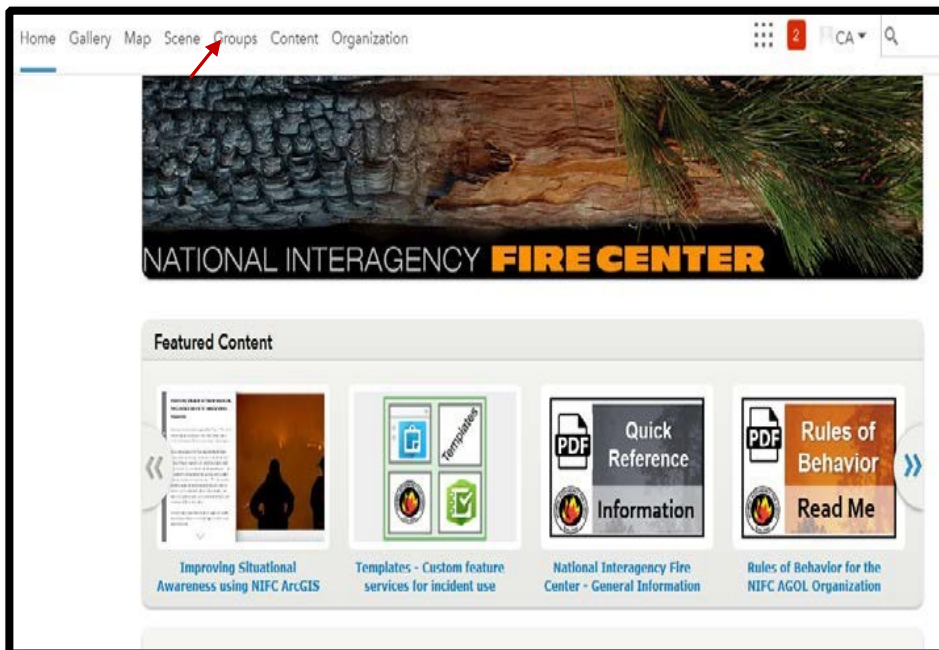 Home Gallery Map Scene Groups Content Organization 2 CA
NATIONAL INTERAGENCY FIRE CENTER
Featured Content
Templates
PDF Quick Reference Information
PDF Rules of Behavior Read Me
Improving Situational Awareness using NIFC ArcGIS
Templates - Custom feature services for incident use
National Interagency Fire Center - General Information
Rules of Behavior for the NIFC AGOL Organization